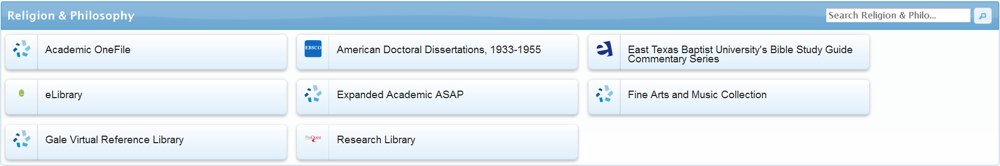 Religion & Philosophy
Search Religion & Philo...
Academic OneFile
EBSCO
American Doctoral Dissertations, 1933-1955
e
East Texas Baptist University's Bible Study Guide
Commentary Series
e
eLibrary
Expanded Academic ASAP
Fine Arts and Music Collection
Gale Virtual Reference Library
ProQuest
Research Library